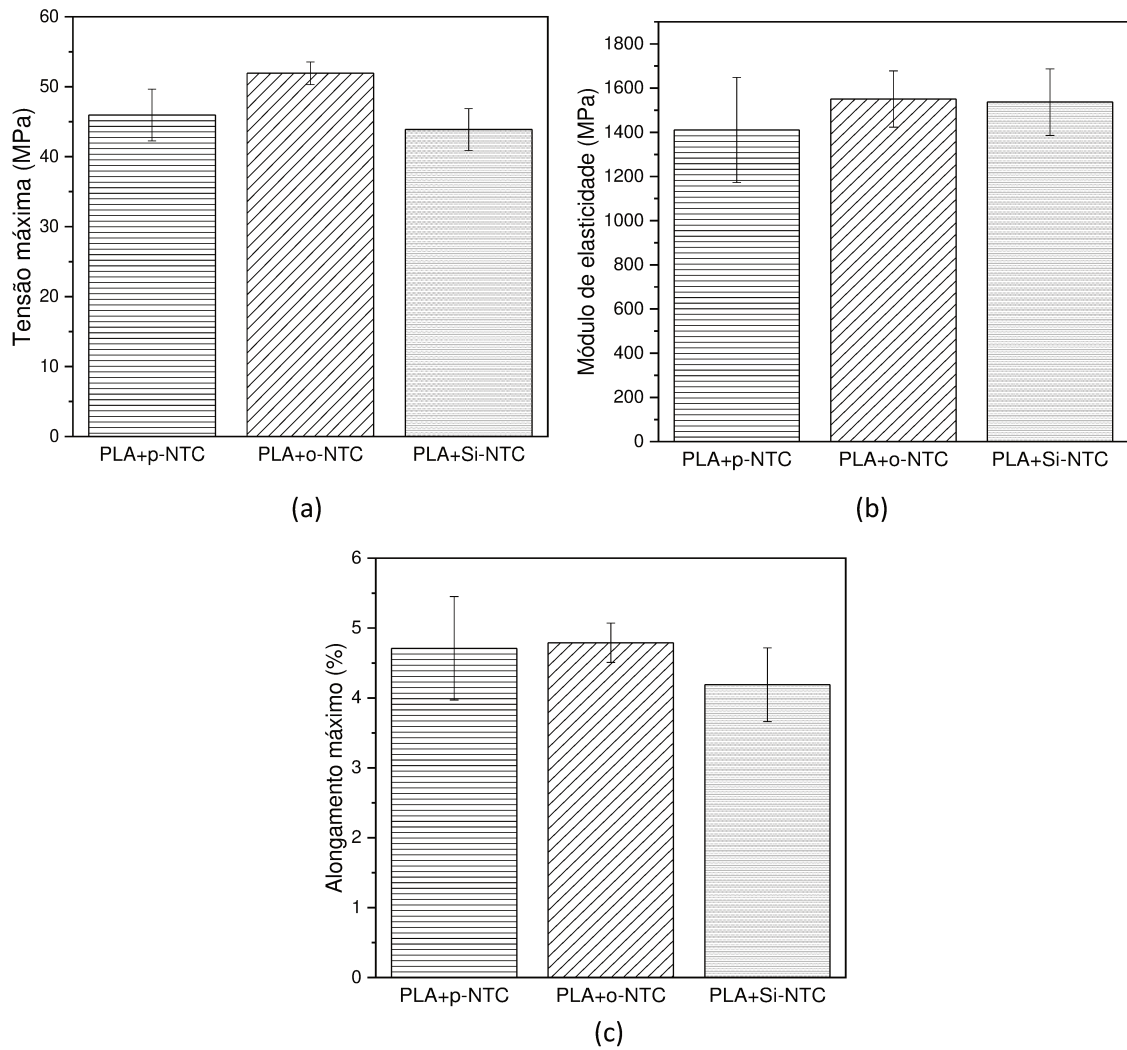 Tensão máxima (MPa)
60
50
40
30
20
10
0
PLA+p-NTC
PLA+o-NTC
PLA+Si-NTC
(a)
Módulo de elasticidade (MPa)
1800
1600
1400
1200
1000
800
600
400
200
0
PLA+p-NTC
PLA+o-NTC
PLA+Si-NTC
(b)
Alongamento máximo (%)
6
5
4
3
2
1
0
PLA+p-NTC
PLA+o-NTC
PLA+Si-NTC
(c)